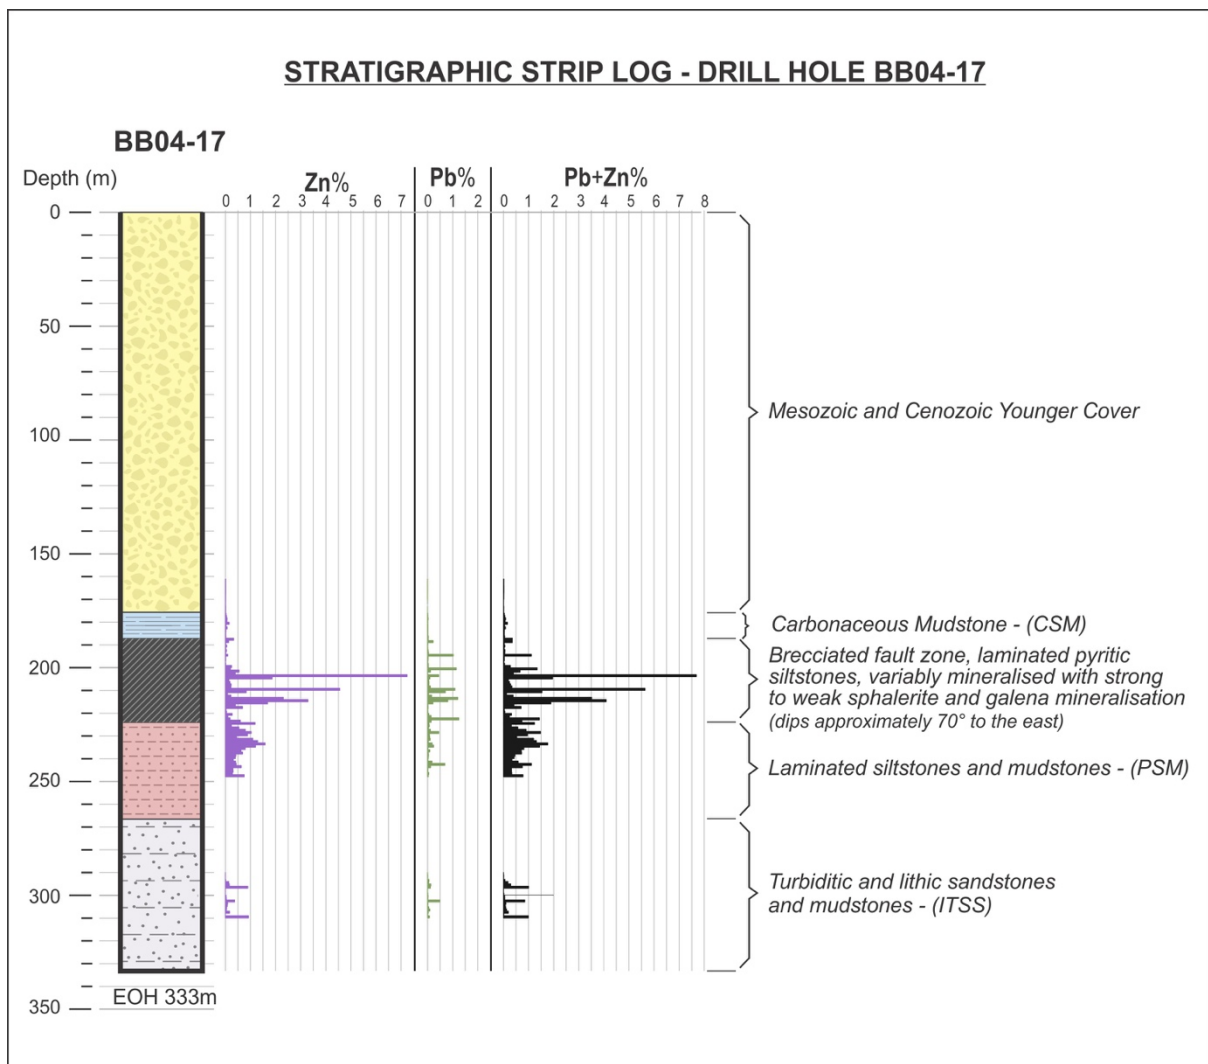 STRATIGRAPHIC STRIP LOG - DRILL HOLE BB04-17
BB04-17
Depth (m)
Zn%
Pb%
Pb+Zn%
0 1 2 3 4 5 6 7
0 1 2
0 1 2 3 4 5 6 7 8
0
50
100
150
200
250
300
350
Mesozoic and Cenozoic Younger Cover
Carbonaceous Mudstone - (CSM)
Brecciated fault zone, laminated pyritic
siltstones, variably mineralised with strong
to weak sphalerite and galena mineralisation
(dips approximately 70° to the east)
Laminated siltstones and mudstones - (PSM)
Turbiditic and lithic sandstones
and mudstones - (ITSS)
EOH 333m